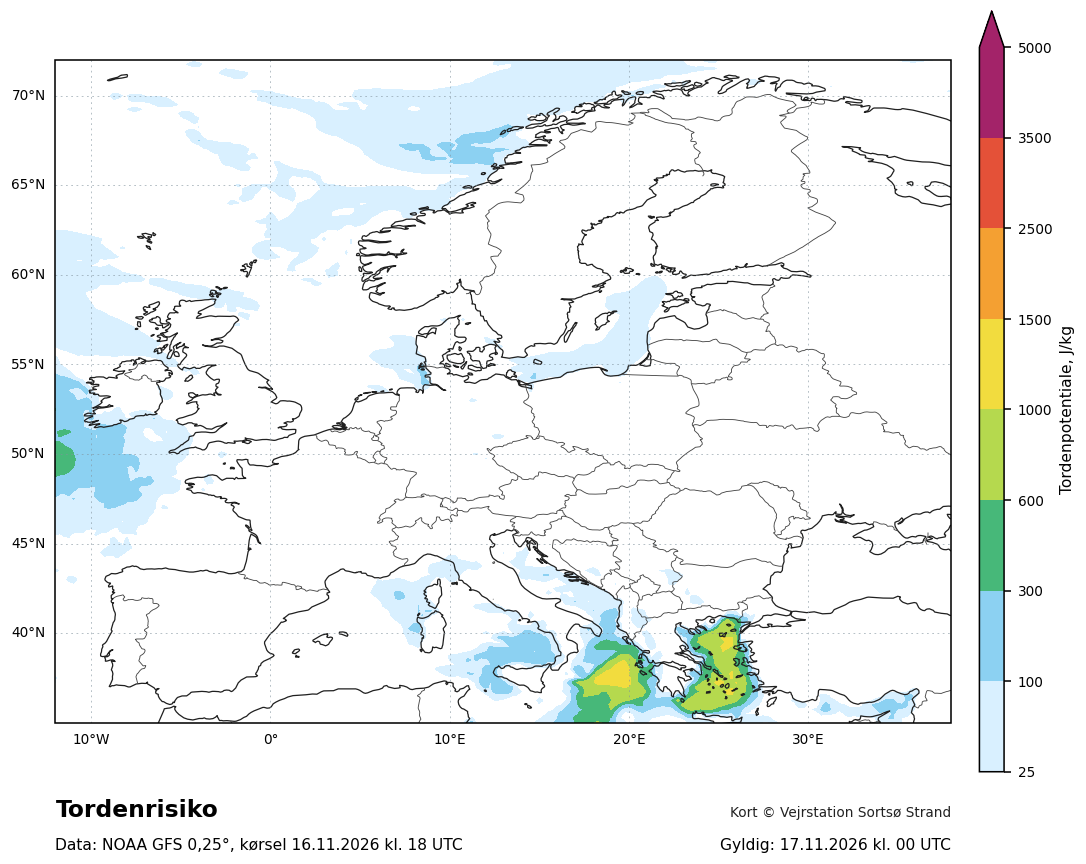 70°N
65°N
60°N
55°N
50°N
45°N
40°N
10°W
0°
10°E
20°E
30°E
5000
3500
2500
1500
1000
600
300
100
25
Tordenpotentiale, J/kg
Tordenrisiko
Kort © Vejrstation Sortsø Strand
Data: NOAA GFS 0,25°, kørsel 16.11.2026 kl. 18 UTC
Gyldig: 17.11.2026 kl. 00 UTC